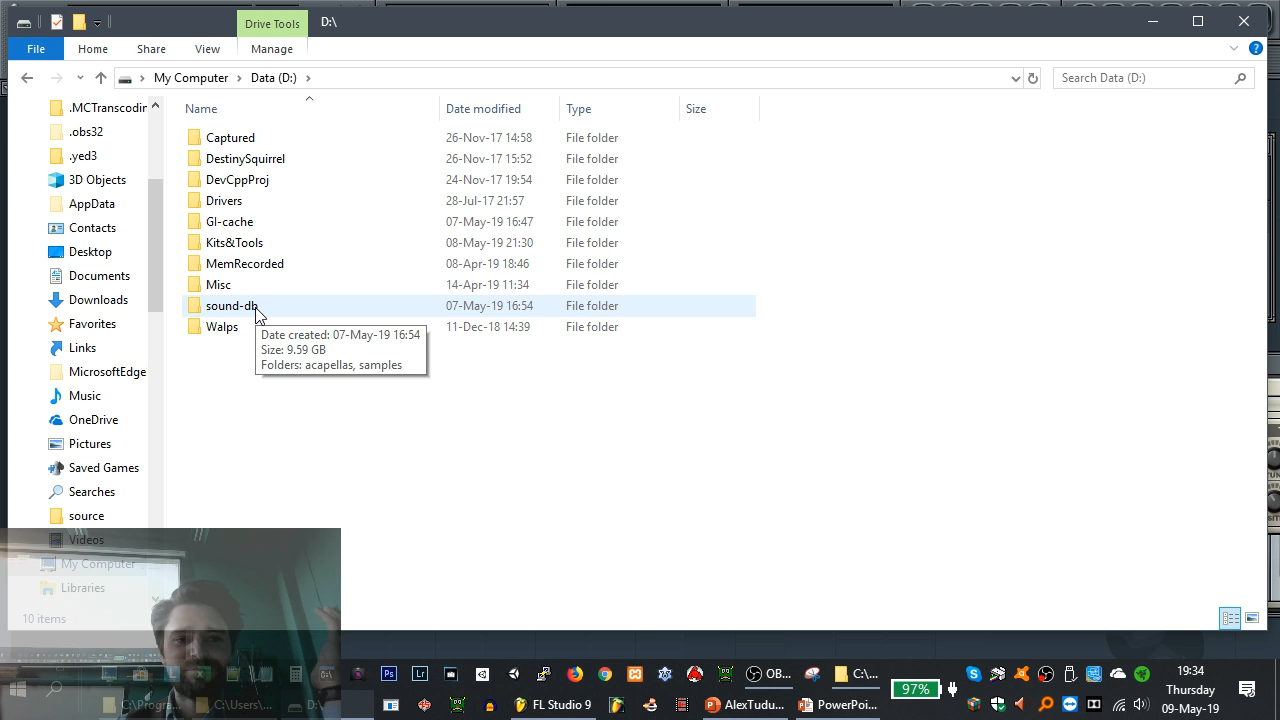 Drive Tools
D:\
File
Home
Share
View
Manage
My Computer
Data (D:)
Search Data (D:)
Name
Date modified
Type
Size
.MCTranscodin
.obs32
.yed3
3D Objects
AppData
Contacts
Desktop
Documents
Downloads
Favorites
Links
MicrosoftEdge
Music
OneDrive
Pictures
Saved Games
Searches
source
Videos
My Computer
Libraries
Captured 26-Nov-17 14:58 File folder
DestinySquirrel 26-Nov-17 15:52 File folder
DevCppProj 24-Nov-17 19:54 File folder
Drivers 28-Jul-17 21:57 File folder
GI-cache 07-May-19 16:47 File folder
Kits&Tools 08-May-19 21:30 File folder
MemRecorded 08-Apr-19 18:46 File folder
Misc 14-Apr-19 11:34 File folder
sound-db 07-May-19 16:54 File folder
Walps 11-Dec-18 14:39 File folder
Date created: 07-May-19 16:54
Size: 9.59 GB
Folders: acapellas, samples
10 items
OB...
C:\...
97%
19:34
Thursday
09-May-19
C:\Progra...
C:\Users\...
D:\
FL Studio 9
AlexTudu...
PowerPoi...